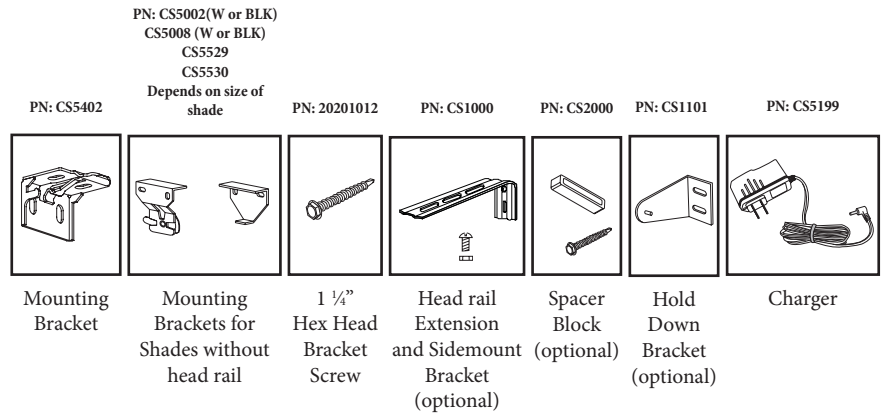 PN: CS5402
PN: CS5002(W or BLK)
CS5008 (W or BLK)
CS5529
CS5530
Depends on size of
shade
PN: 20201012
PN: CS1000
PN: CS2000
PN: CS1101
PN: CS5199
Mounting
Bracket
Mounting
Brackets for
Shades without
head rail
1 ¼”
Hex Head
Bracket
Screw
Head rail
Extension
and Sidemount
Bracket
(optional)
Spacer
Block
(optional)
Hold
Down
Bracket
(optional)
Charger